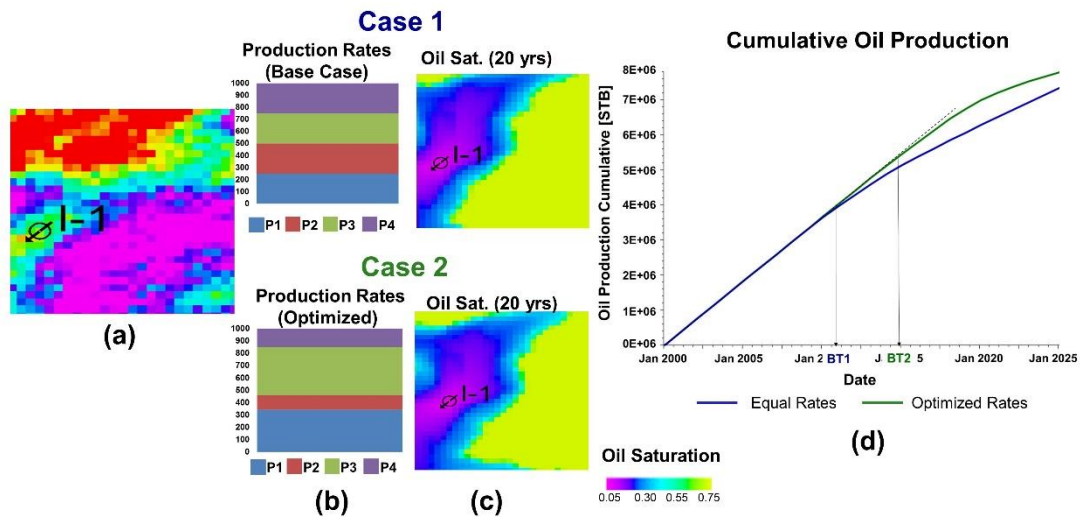 Case 1
Production Rates
(Base Case)
1000
900
800
700
600
500
400
300
200
100
0
P1 P2 P3 P4
Oil Sat. (20 yrs)
I-1
I-1
(a)
Case 2
Production Rates
(Optimized)
1000
900
800
700
600
500
400
300
200
100
0
P1 P2 P3 P4
(b)
Oil Sat. (20 yrs)
I-1
(c)
Oil Saturation
0.05 0.30 0.55 0.75
Cumulative Oil Production
Oil Production Cumulative [STB]
8E+06
7E+06
6E+06
5E+06
4E+06
3E+06
2E+06
1E+06
0E+06
Jan 2000 Jan 2005 Jan 2 BT1 J BT2 5 Jan 2020 Jan 2025
Date
Equal Rates Optimized Rates
(d)